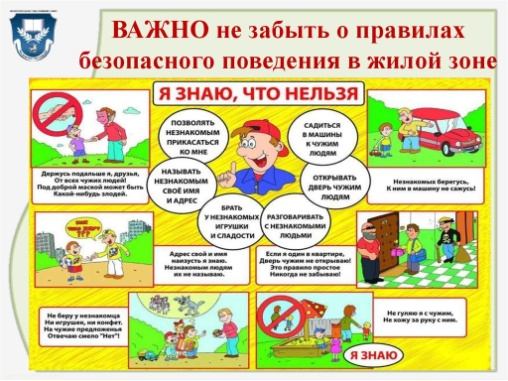 ВАЖНО не забыть о правилах
безопасного поведения в жилой зоне
Я ЗНАЮ, ЧТО НЕЛЬЗЯ
ПОЗВОЛЯТЬ
НЕЗНАКОМЫМ
ПРИКАСАТЬСЯ
КО МНЕ
САДИТЬСЯ
В МАШИНЫ
К ЧУЖИМ
ЛЮДЯМ
НАЗЫВАТЬ
НЕЗНАКОМЫМ
СВОЁ ИМЯ
И АДРЕС
ОТКРЫВАТЬ
ДВЕРЬ ЧУЖИМ
ЛЮДЯМ
БРАТЬ
У НЕЗНАКОМЫХ
ИГРУШКИ
И СЛАДОСТИ
РАЗГОВАРИВАТЬ
С НЕЗНАКОМЫМИ
ЛЮДЬМИ
Держусь подальше я, друзья,
От всех чужих людей!
Под доброй маской может быть
Какой-нибудь злодей.
Незнакомых берегусь,
К ним в машину не сажусь!
Адрес свой и имя
наизусть я знаю.
Незнакомым людям
их не называю.
Если я один в квартире,
Дверь чужим не открываю!
Это правило простое
Никогда не забываю!
Не беру у незнакомца
Ни игрушек, ни конфет.
На чужие предложенья
Отвечаю смело "Нет"!
Не гуляю я с чужим,
Не хожу за руку с ним.
Я ЗНАЮ